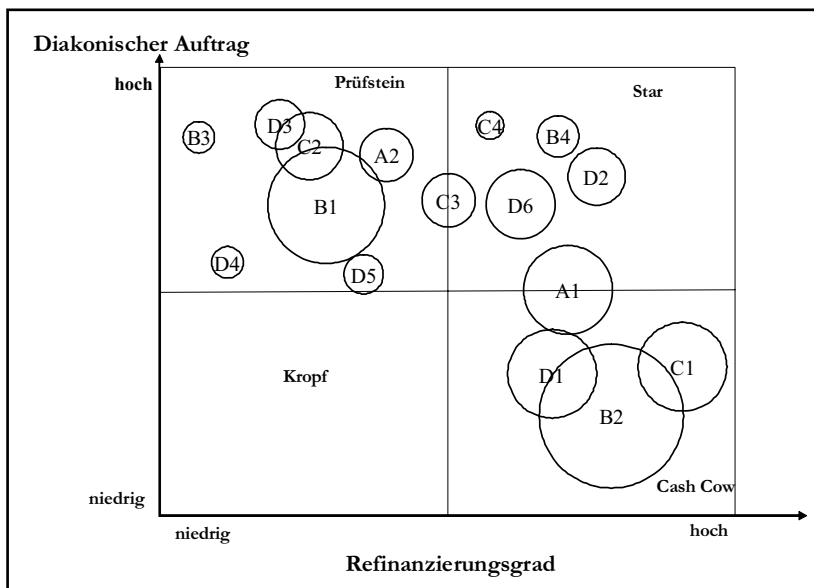 Diakonischer Auftrag
hoch
Prüfstein
Star
B3
D3
C2
A2
C4
B4
D2
B1
C3
D6
D4
D5
A1
Kropf
D1
C1
B2
niedrig
Cash Cow
niedrig
hoch
Refinanzierungsgrad